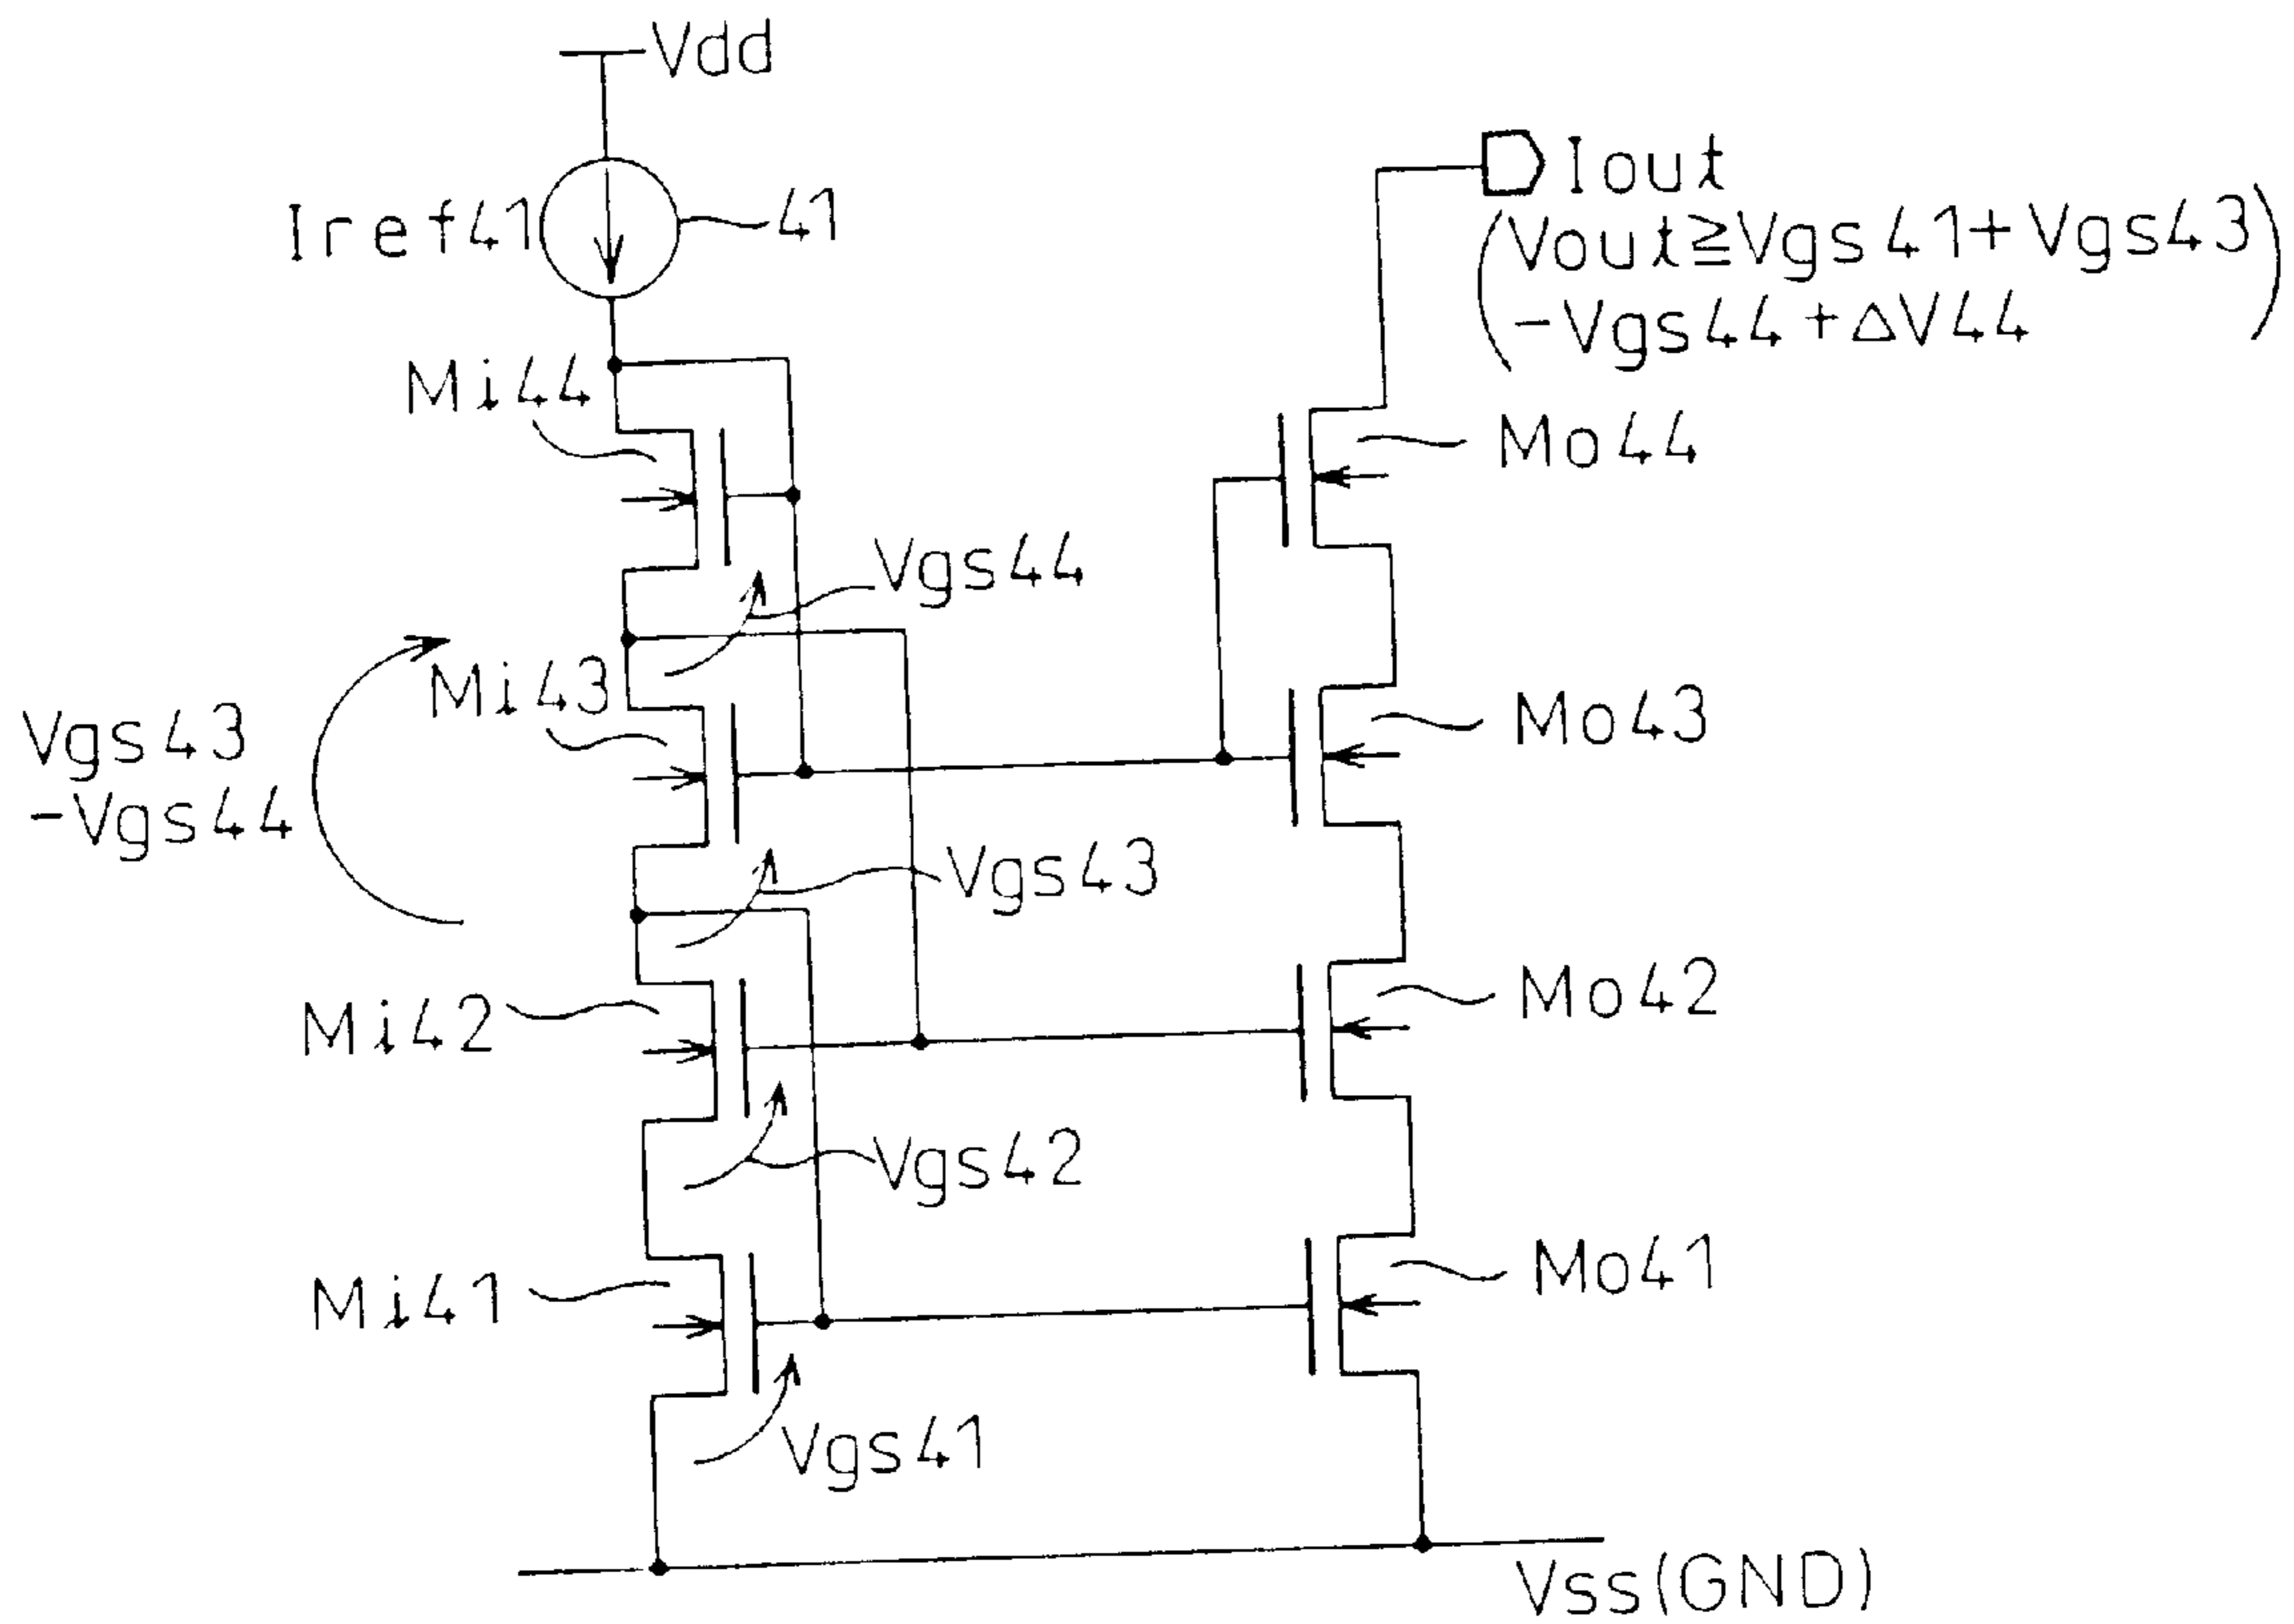 Vdd
Iref41
41
Iout
(Vout≧Vgs41+Vgs43
-Vgs44+△V44)
Mi44
Mo44
Vgs44
Mi43
Mo43
Vgs43
-Vgs44
Vgs43
Mi42
Mo42
Vgs42
Mi41
Mo41
Vgs41
Vss(GND)